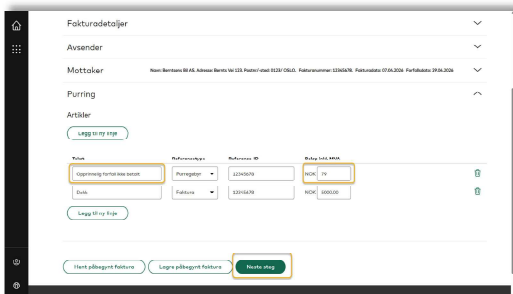 Fakturadetaljer
Avsender
Mottaker Navn: Berntsens Bil AS, Adresse: Bernts Vei 123, Postnr/-sted: 0123/ OSLO, Fakturanummer: 12345678, Fakturadato: 07.04.2026 Forfallsdato: 29.04.2026
Purring
Artikler
Legg til ny linje
Tekst Referansetype Referanse-ID Beløp inkl. MVA
Opprinnelig forfall ikke betalt Purregebyr 12345678 NOK 79
Dekk Faktura 12345678 NOK 5000,00
Legg til ny linje
Hent påbegynt faktura Lagre påbegynt faktura Neste steg